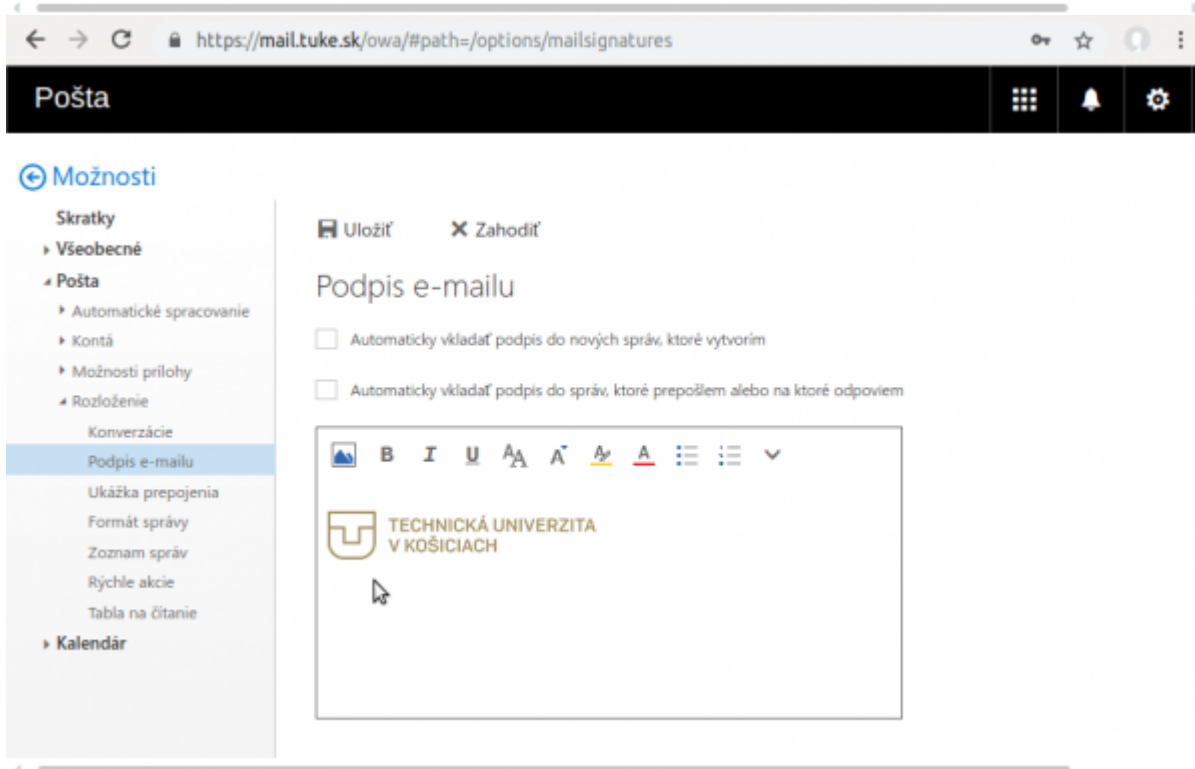 https://mail.tuke.sk/owa/#path=/options/mailsignatures
Pošta
Možnosti
Skratky
Všeobecné
Pošta
Automatické spracovanie
Kontá
Možnosti prílohy
Rozloženie
Konverzácie
Podpis e-mailu
Ukážka prepojenia
Formát správy
Zoznam správ
Rýchle akcie
Tabla na čítanie
Kalendár
Uložiť Zahodiť
Podpis e-mailu
Automaticky vkladať podpis do nových správ, ktoré vytvorím
Automaticky vkladať podpis do správ, ktoré prepošlem alebo na ktoré odpoviem
B I U AA A A A
TECHNICKÁ UNIVERZITA
V KOŠICIACH